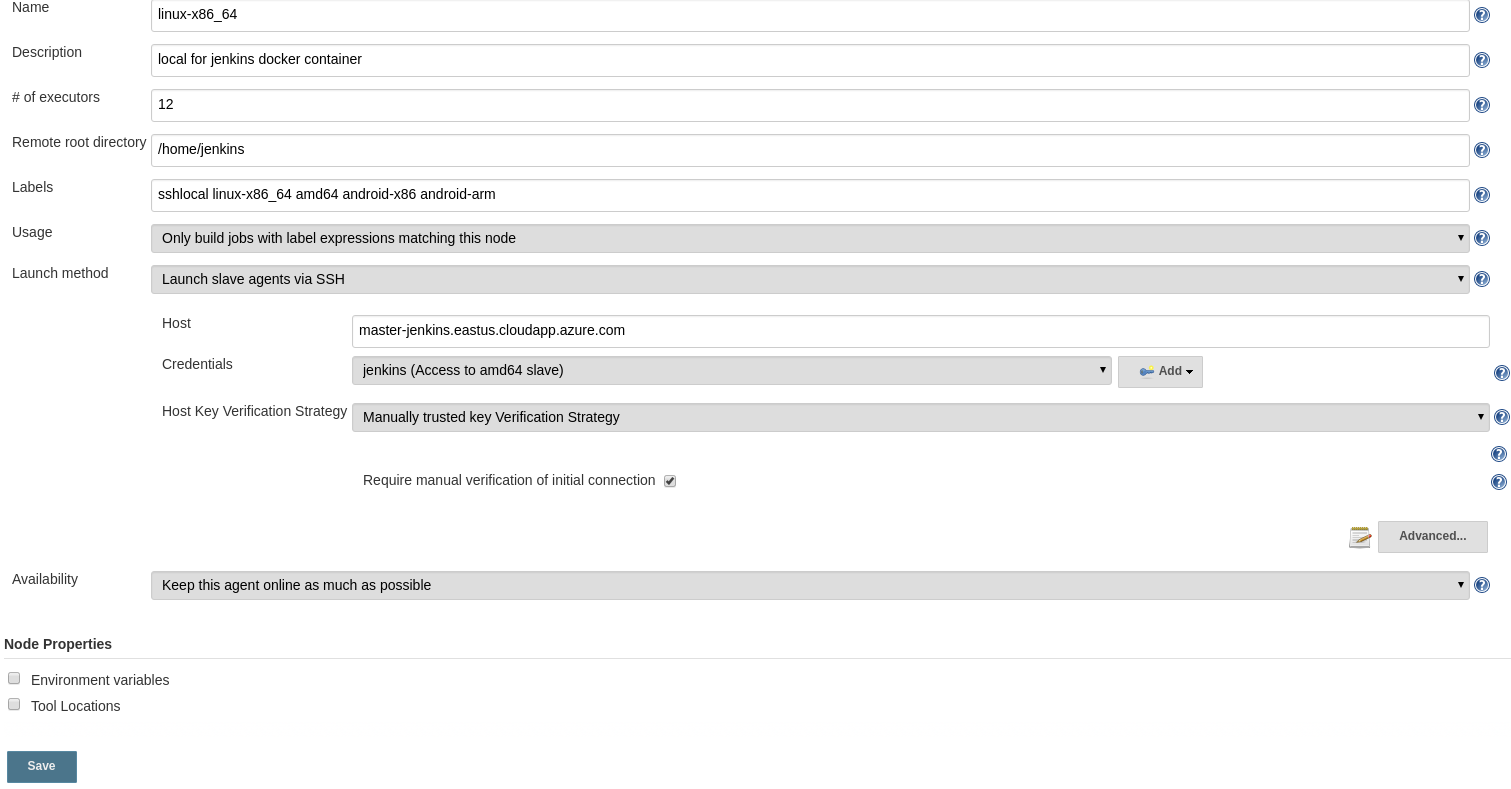 Name linux-x86_64
Description local for jenkins docker container
# of executors 12
Remote root directory /home/jenkins
Labels sshlocal linux-x86_64 amd64 android-x86 android-arm
Usage Only build jobs with label expressions matching this node
Launch method Launch slave agents via SSH
Host master-jenkins.eastus.cloudapp.azure.com
Credentials jenkins (Access to amd64 slave) Add
Host Key Verification Strategy Manually trusted key Verification Strategy
Require manual verification of initial connection
Advanced...
Availability Keep this agent online as much as possible
Node Properties
Environment variables
Tool Locations
Save